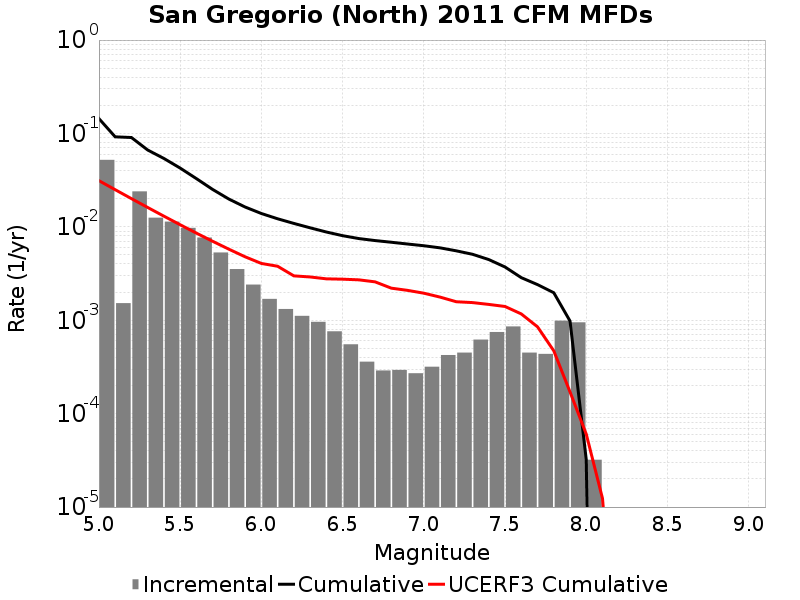 San Gregorio (North) 2011 CFM MFDs
10^0
10^-1
10^-2
10^-3
10^-4
10^-5
Rate (1/yr)
5.0 5.5 6.0 6.5 7.0 7.5 8.0 8.5 9.0
Magnitude
Incremental Cumulative UCERF3 Cumulative